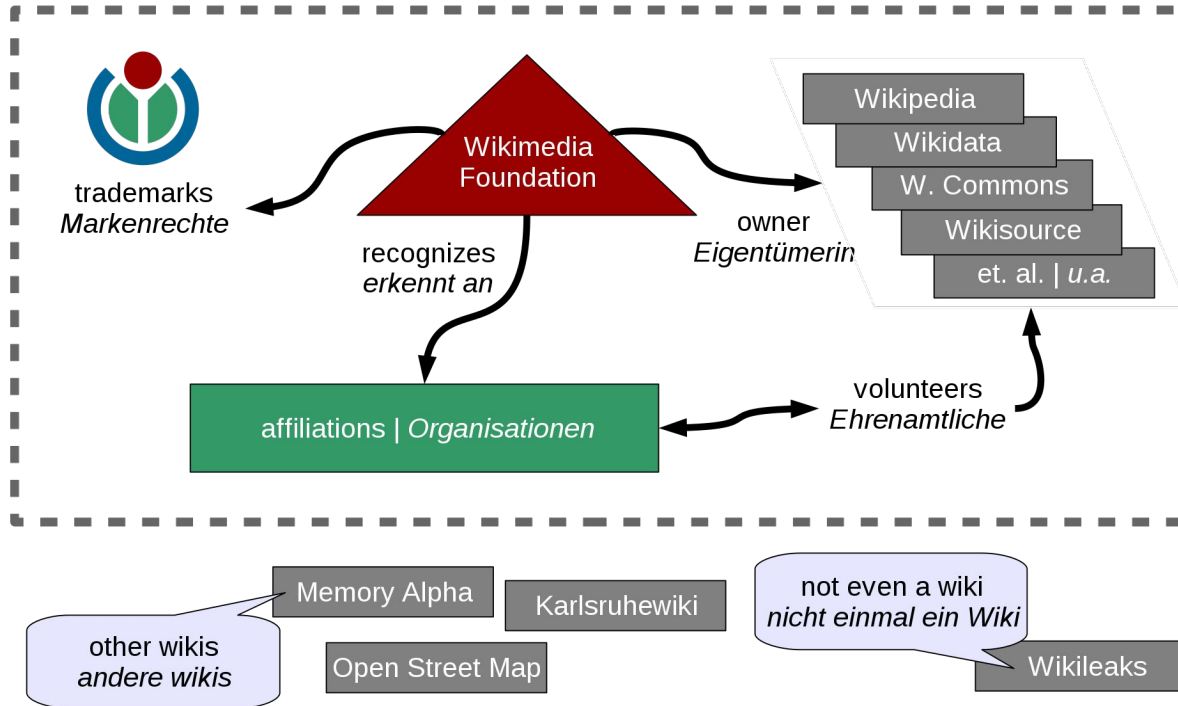 trademarks
Markenrechte
Wikimedia
Foundation
Wikipedia
Wikidata
W. Commons
Wikisource
et. al. | u.a.
owner
Eigentümerin
recognizes
erkennt an
affiliations | Organisationen
volunteers
Ehrenamtliche
Memory Alpha
Karlsruhewiki
Open Street Map
other wikis
andere wikis
not even a wiki
nicht einmal ein Wiki
Wikileaks